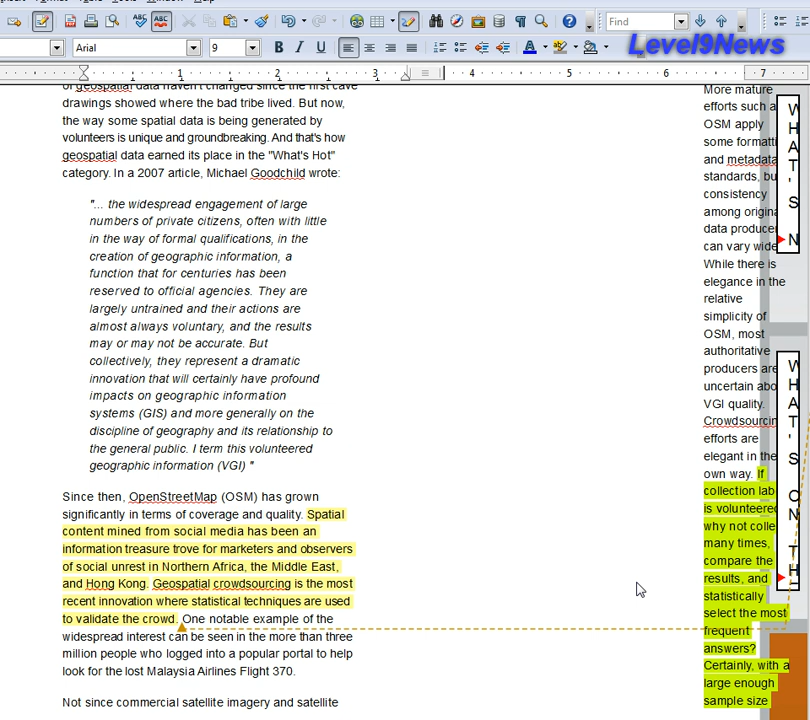 Find
Level9News
Arial
9
1
2
3
4
5
6
7
of geospatial data haven't changed since the first cave
drawings showed where the bad tribe lived. But now,
the way some spatial data is being generated by
volunteers is unique and groundbreaking. And that's how
geospatial data earned its place in the "What's Hot"
category. In a 2007 article, Michael Goodchild wrote:
"... the widespread engagement of large
numbers of private citizens, often with little
in the way of formal qualifications, in the
creation of geographic information, a
function that for centuries has been
reserved to official agencies. They are
largely untrained and their actions are
almost always voluntary, and the results
may or may not be accurate. But
collectively, they represent a dramatic
innovation that will certainly have profound
impacts on geographic information
systems (GIS) and more generally on the
discipline of geography and its relationship to
the general public. I term this volunteered
geographic information (VGI) "
Since then, OpenStreetMap (OSM) has grown
significantly in terms of coverage and quality. Spatial
content mined from social media has been an
information treasure trove for marketers and observers
of social unrest in Northern Africa, the Middle East,
and Hong Kong. Geospatial crowdsourcing is the most
recent innovation where statistical techniques are used
to validate the crowd. One notable example of the
widespread interest can be seen in the more than three
million people who logged into a popular portal to help
look for the lost Malaysia Airlines Flight 370.
Not since commercial satellite imagery and satellite
More mature
efforts such a
OSM apply
some formatti
and metadata
standards, bu
consistency
among origina
data producer
can vary wide
While there is
elegance in the
relative
simplicity of
OSM, most
authoritative
producers are
uncertain abo
VGI quality.
Crowdsourcin
efforts are
elegant in the
own way. If
collection lab
is volunteered
why not colle
many times,
compare the
results, and
statistically
select the most
frequent
answers?
Certainly, with a
large enough
sample size
W
H
A
T
'
S
N
W
H
A
T
'
S
O
N
T
H